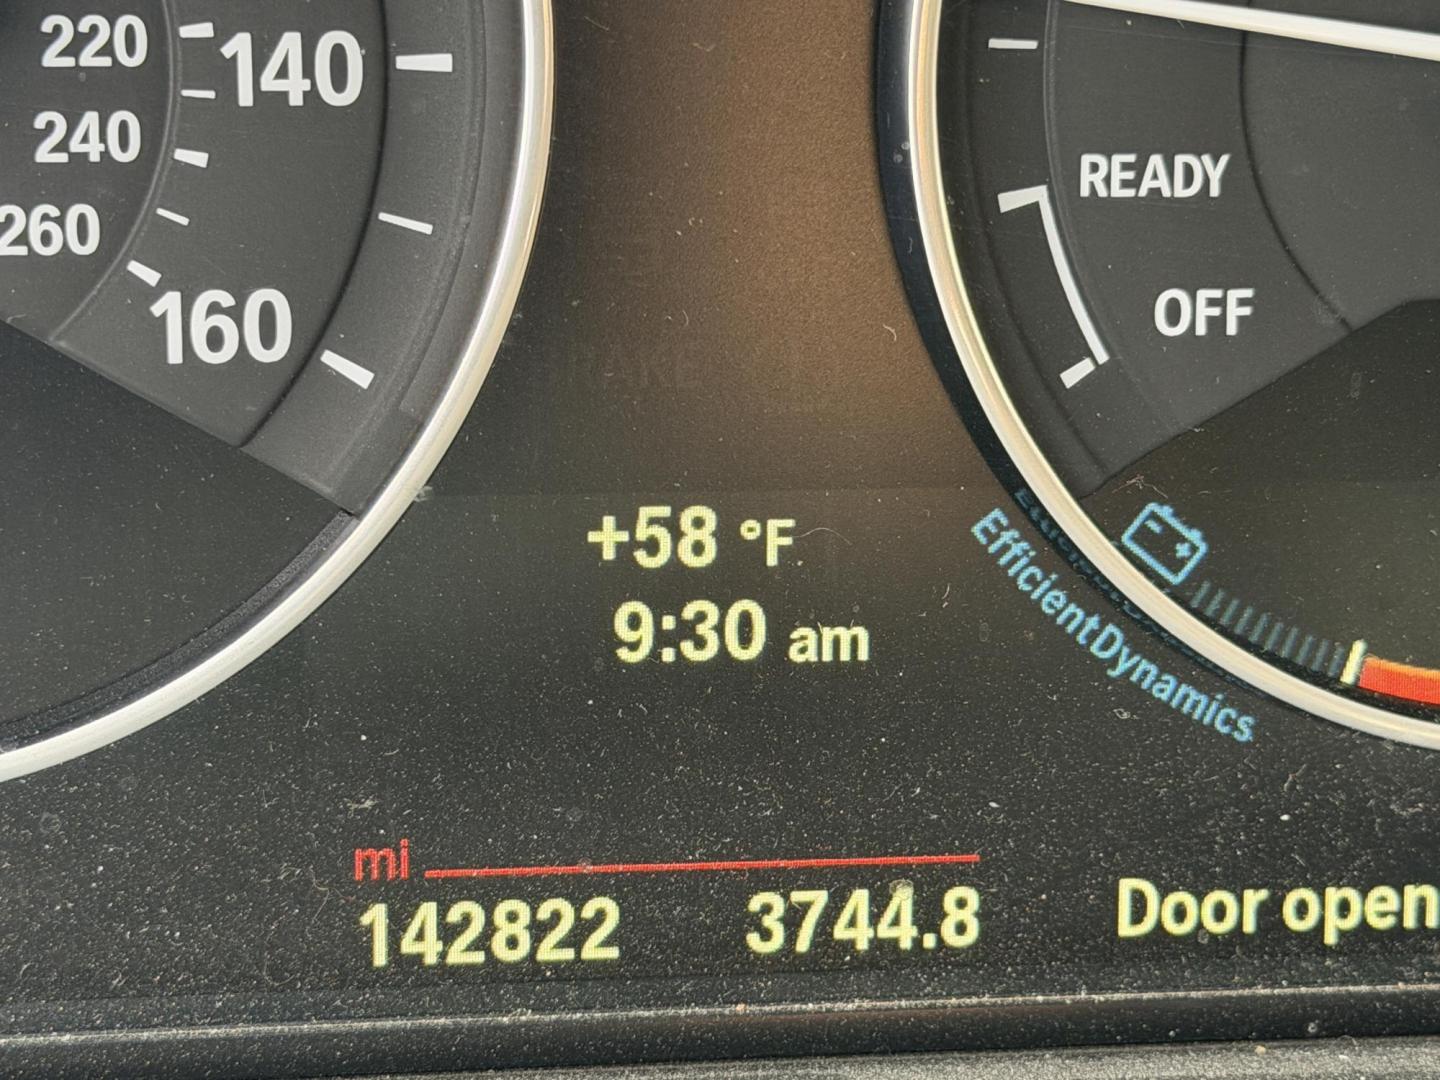 220
140
240
260
160
READY
OFF
+58 °F
9:30 am
EfficientDynamics
mi
142822 3744.8
Door open